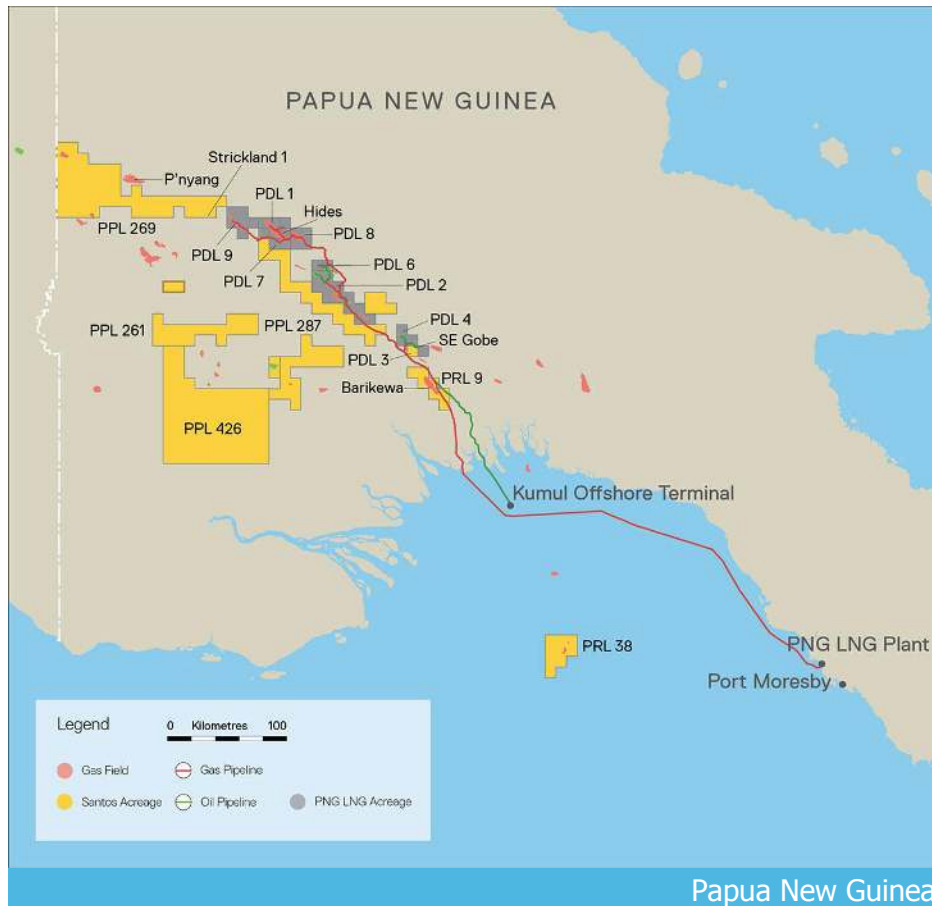 PAPUA NEW GUINEA
Strickland 1
P'nyang
PDL 1
Hides
PPL 269
PDL 8
PDL 9
PDL 7
PDL 6
PDL 2
PPL 261
PPL 287
PDL 4
SE Gobe
PDL 3
PRL 9
Barikewa
PPL 426
Kumul Offshore Terminal
PRL 38
PNG LNG Plant
Port Moresby
Legend
0 Kilometres 100
Gas Field
Gas Pipeline
Santos Acreage
Oil Pipeline
PNG LNG Acreage
Papua New Guinea